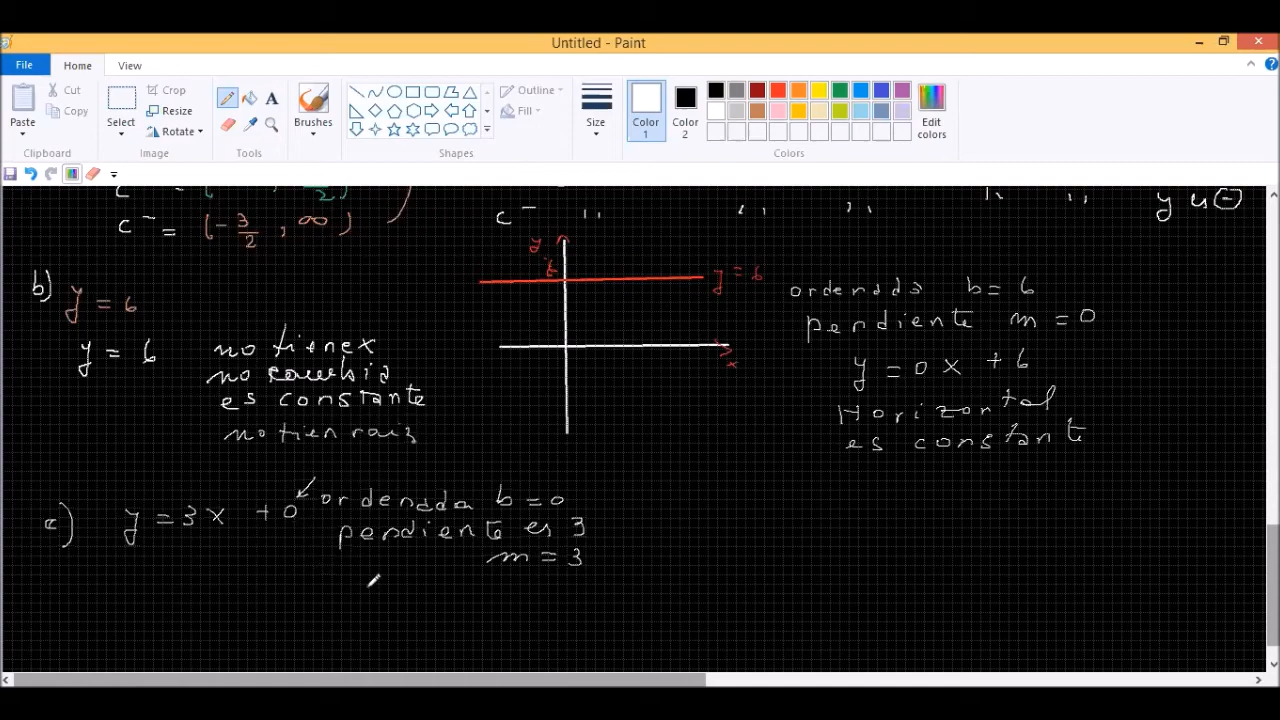 Untitled - Paint
File
Home
View
Paste
Cut
Copy
Clipboard
Select
Crop
Resize
Rotate
Image
Tools
Brushes
Shapes
Outline
Fill
Size
Color 1
Color 2
Edit colors
Colors
c⁻ = (-3/2, ∞)
c⁻
y
b) y = 6
y = 6
no tiene x
no
es constante
no tien raiz
y
6
y = 6
x
ordenada b = 6
pendiente m = 0
y = 0x + 6
Horizontal
es constante
c) y = 3x + 0
ordenada b = 0
pendiente es 3
m = 3